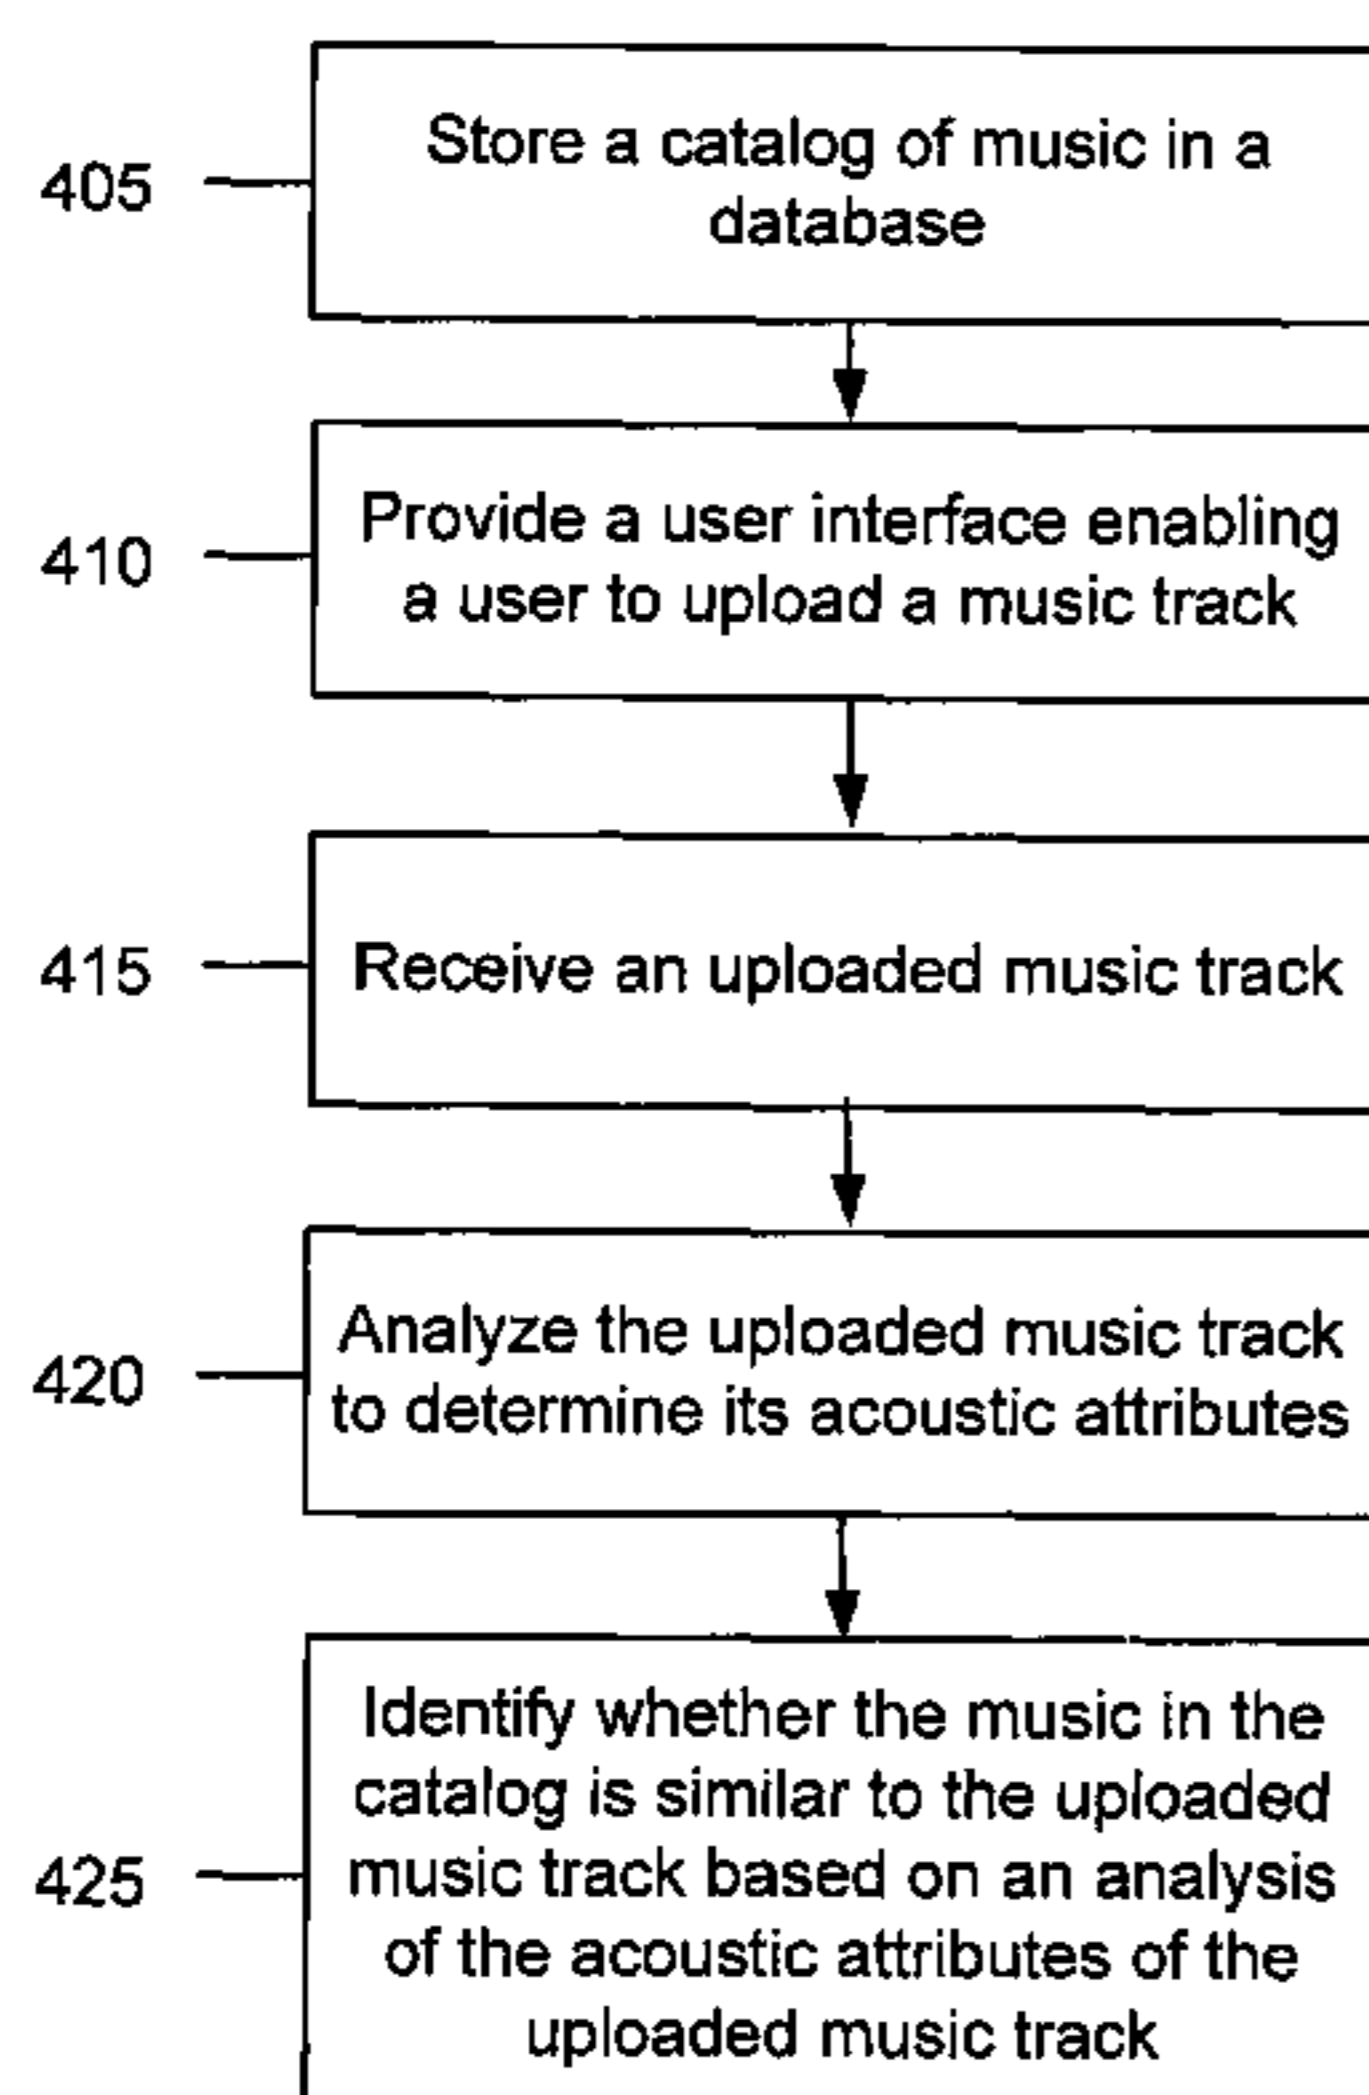 405
Store a catalog of music in a
database
410
Provide a user interface enabling
a user to upload a music track
415
Receive an uploaded music track
420
Analyze the uploaded music track
to determine its acoustic attributes
425
Identify whether the music in the
catalog is similar to the uploaded
music track based on an analysis
of the acoustic attributes of the
uploaded music track